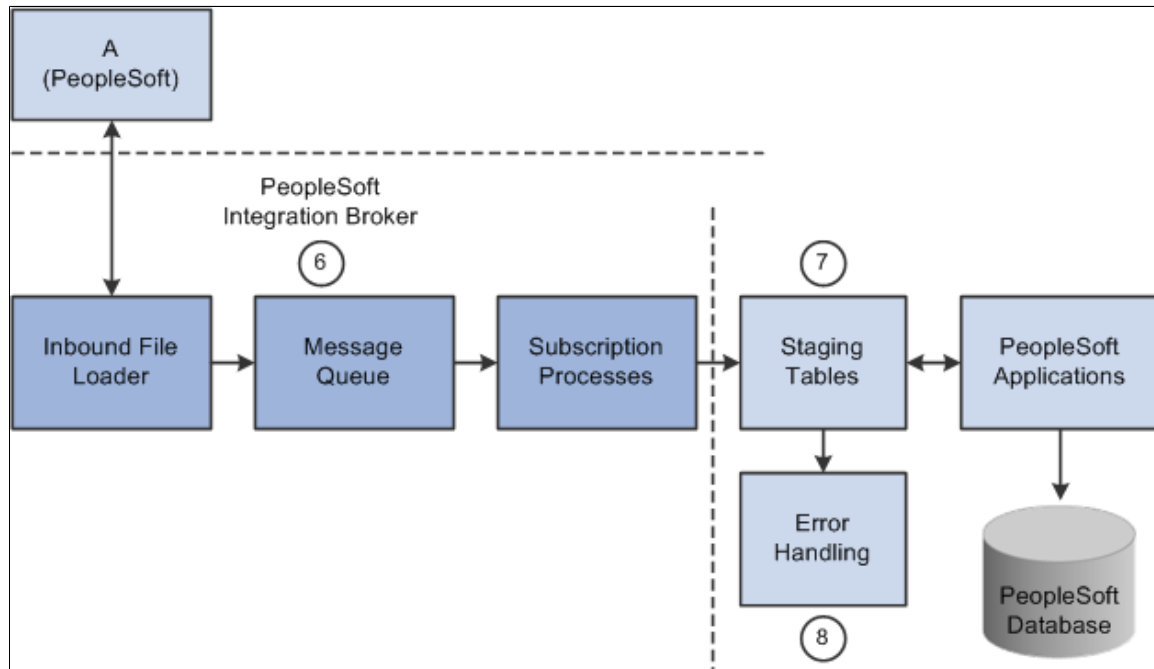 A
(PeopleSoft)
PeopleSoft
Integration Broker
6
7
Inbound File
Loader
Message
Queue
Subscription
Processes
Staging
Tables
PeopleSoft
Applications
Error
Handling
8
PeopleSoft
Database